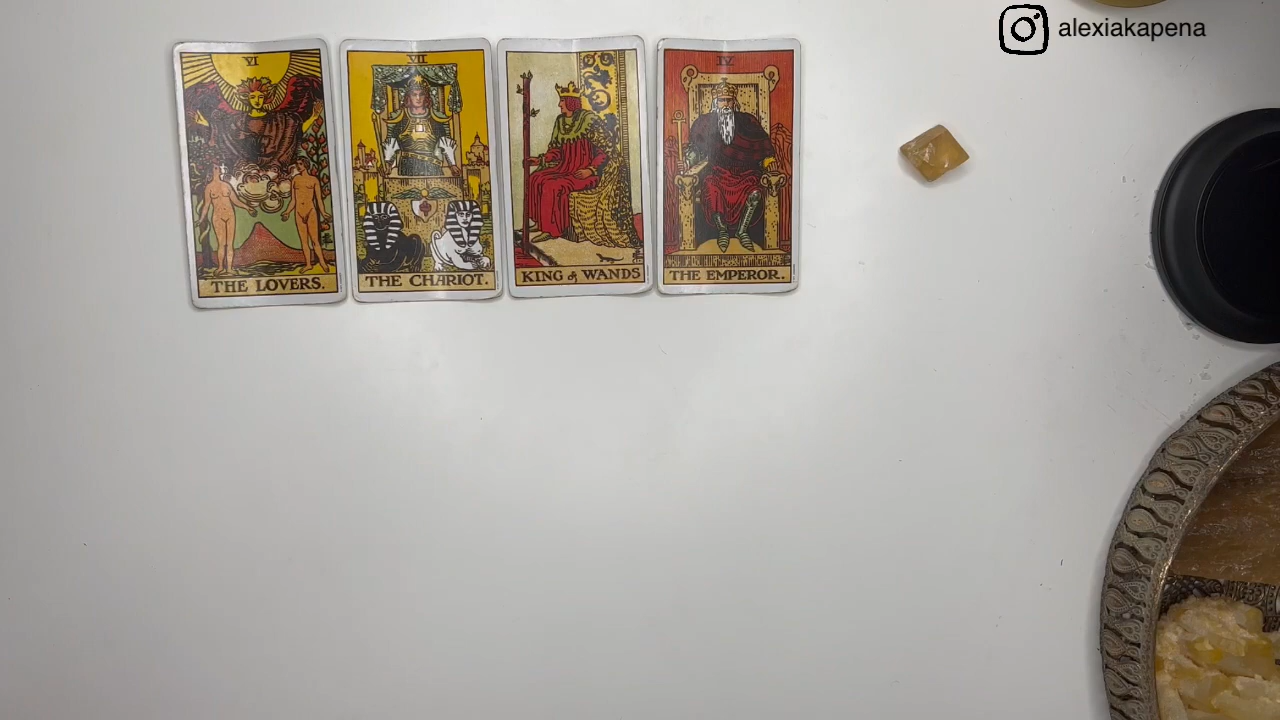 alexiakapena
VI
VII
IV
THE LOVERS.
THE CHARIOT.
KING of WANDS
THE EMPEROR.